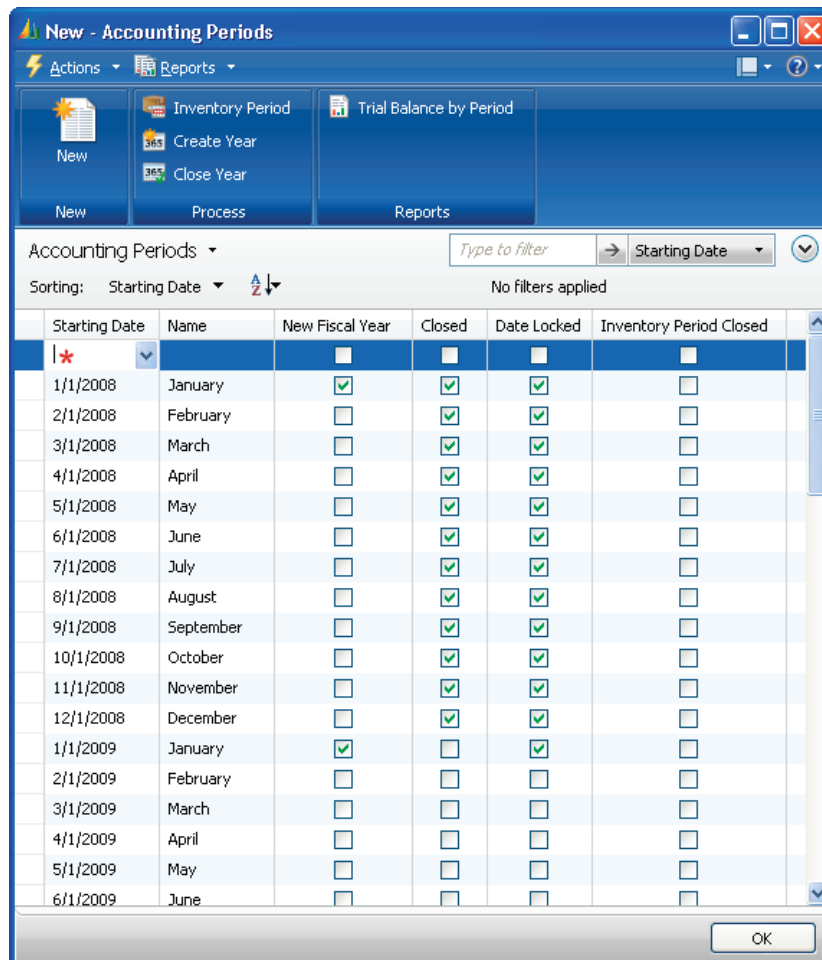 New - Accounting Periods
Actions Reports
New
Inventory Period
Create Year
Close Year
Trial Balance by Period
New Process Reports
Accounting Periods Type to filter Starting Date
Sorting: Starting Date No filters applied
Starting Date Name New Fiscal Year Closed Date Locked Inventory Period Closed
*
1/1/2008 January
2/1/2008 February
3/1/2008 March
4/1/2008 April
5/1/2008 May
6/1/2008 June
7/1/2008 July
8/1/2008 August
9/1/2008 September
10/1/2008 October
11/1/2008 November
12/1/2008 December
1/1/2009 January
2/1/2009 February
3/1/2009 March
4/1/2009 April
5/1/2009 May
6/1/2009 June
OK